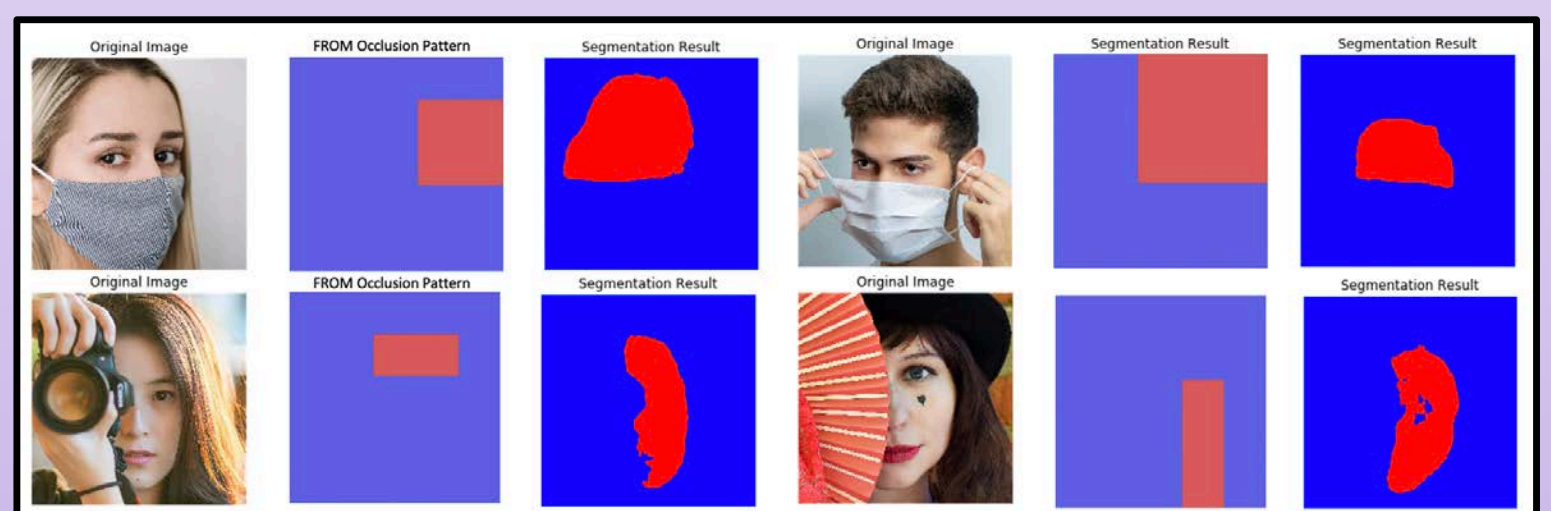 Original Image
FROM Occlusion Pattern
Segmentation Result
Original Image
Segmentation Result
Segmentation Result
Original Image
FROM Occlusion Pattern
Segmentation Result
Original Image
Segmentation Result